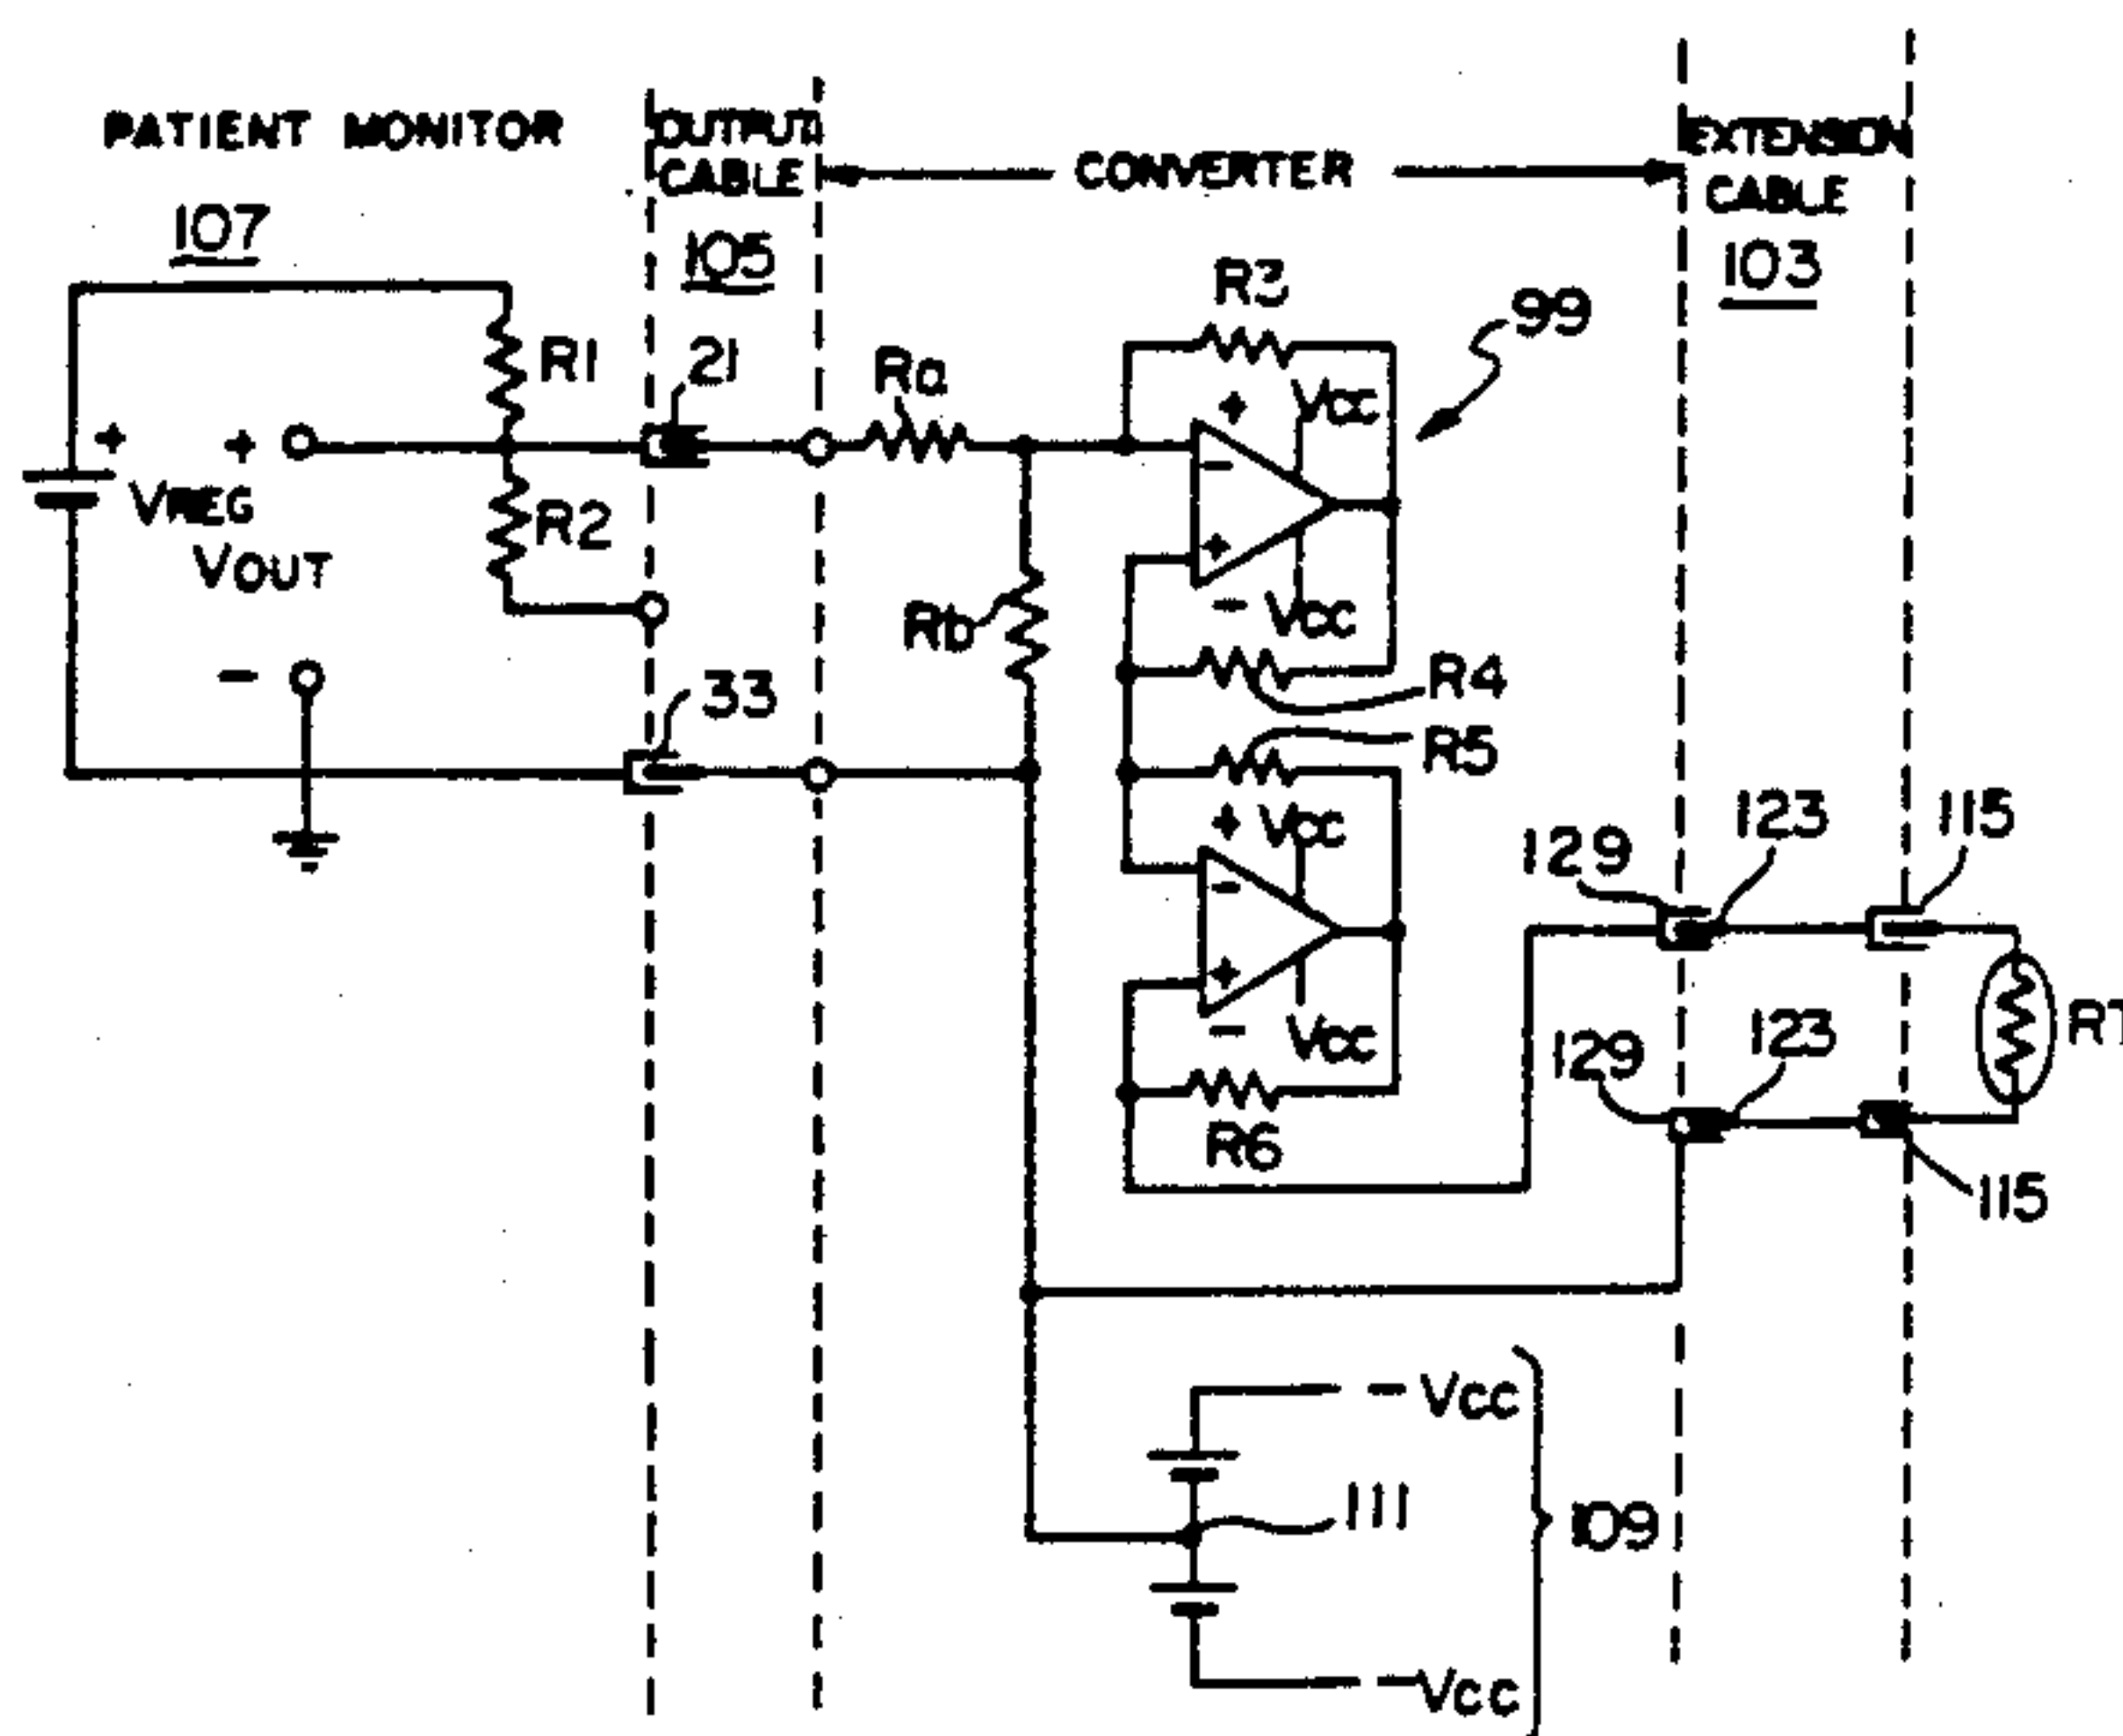 PATIENT MONITOR
OUTPUT
CABLE
CONVERTER
EXTENSION
CABLE
107
105
103
R1
21
Ra
R3
99
+
+
VREG
VOUT
R2
-
+ VCC
-
+
- VCC
Rb
33
R4
R5
+ VCC
-
+
- VCC
R6
129
123
115
129
123
115
RT
- VCC
111
109
- VCC